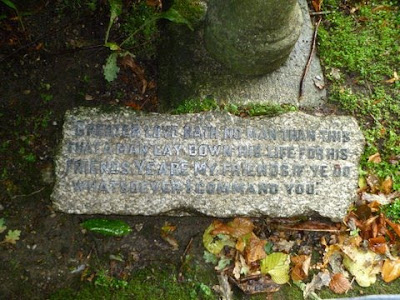 GREATER LOVE HATH NO MAN THAN THIS
THAT A MAN LAY DOWN HIS LIFE FOR HIS
FRIENDS. YE ARE MY FRIENDS IF YE DO
WHATSOEVER I COMMAND YOU.